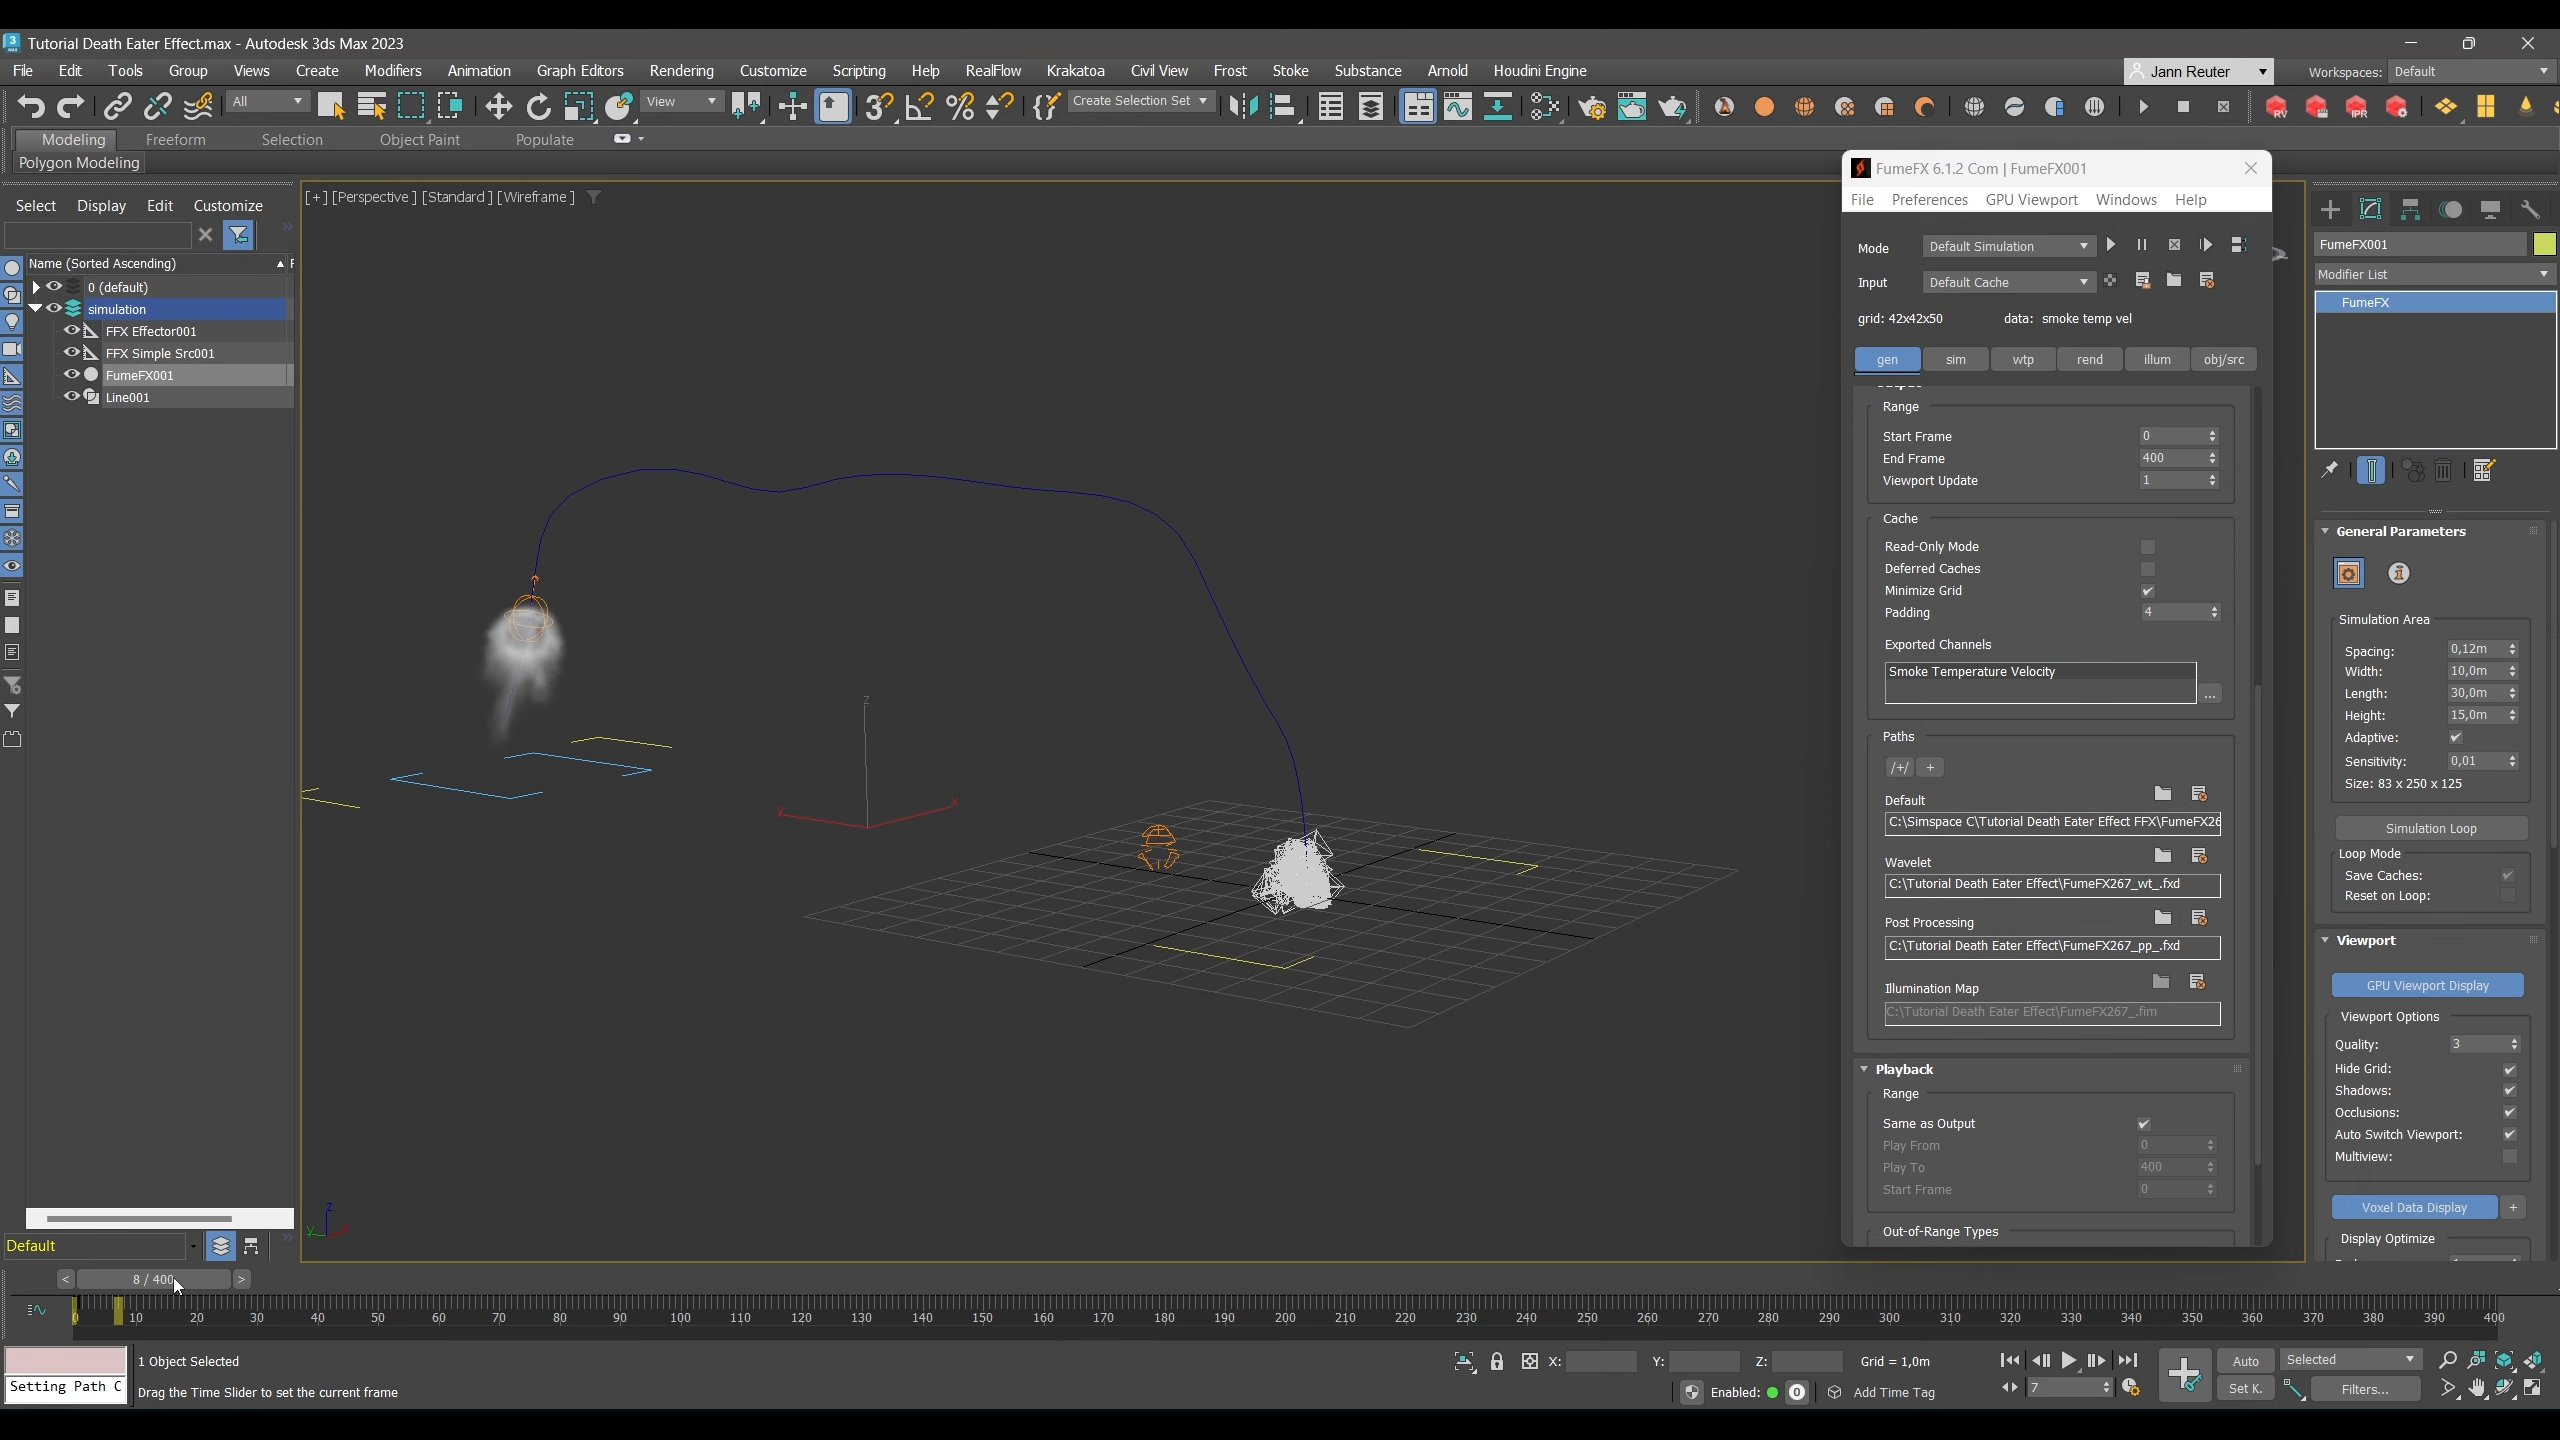 Tutorial Death Eater Effect.max - Autodesk 3ds Max 2023
File Edit Tools Group Views Create Modifiers Animation Graph Editors Rendering Customize Scripting Help RealFlow Krakatoa Civil View Frost Stoke Substance Arnold Houdini Engine
Jann Reuter
Workspaces: Default
All
View
Create Selection Set
Modeling Freeform Selection Object Paint Populate
Polygon Modeling
Select Display Edit Customize
Name (Sorted Ascending)
0 (default)
simulation
FFX Effector001
FFX Simple Src001
FumeFX001
Line001
Default
[+] [Perspective] [Standard] [Wireframe]
z
x
y
z
y
FumeFX 6.1.2 Com | FumeFX001
File Preferences GPU Viewport Windows Help
Mode Default Simulation
Input Default Cache
grid: 42x42x50 data: smoke temp vel
gen sim wtp rend illum obj/src
Range
Start Frame 0
End Frame 400
Viewport Update 1
Cache
Read-Only Mode
Deferred Caches
Minimize Grid
Padding 4
Exported Channels
Smoke Temperature Velocity
...
Paths
/+/ +
Default
C:\Simspace C\Tutorial Death Eater Effect FFX\FumeFX26
Wavelet
C:\Tutorial Death Eater Effect\FumeFX267_wt_.fxd
Post Processing
C:\Tutorial Death Eater Effect\FumeFX267_pp_.fxd
Illumination Map
C:\Tutorial Death Eater Effect\FumeFX267_.fim
Playback
Range
Same as Output
Play From 0
Play To 400
Start Frame 0
Out-of-Range Types
FumeFX001
Modifier List
FumeFX
General Parameters
Simulation Area
Spacing: 0,12m
Width: 10,0m
Length: 30,0m
Height: 15,0m
Adaptive:
Sensitivity: 0,01
Size: 83 x 250 x 125
Simulation Loop
Loop Mode
Save Caches:
Reset on Loop:
Viewport
GPU Viewport Display
Viewport Options
Quality: 3
Hide Grid:
Shadows:
Occlusions:
Auto Switch Viewport:
Multiview:
Voxel Data Display +
Display Optimize
< 8 / 400 >
0 10 20 30 40 50 60 70 80 90 100 110 120 130 140 150 160 170 180 190 200 210 220 230 240 250 260 270 280 290 300 310 320 330 340 350 360 370 380 390 400
Setting Path C
1 Object Selected
Drag the Time Slider to set the current frame
X: Y: Z: Grid = 1,0m
Enabled: 0 Add Time Tag
7
Auto Selected
Set K. Filters...